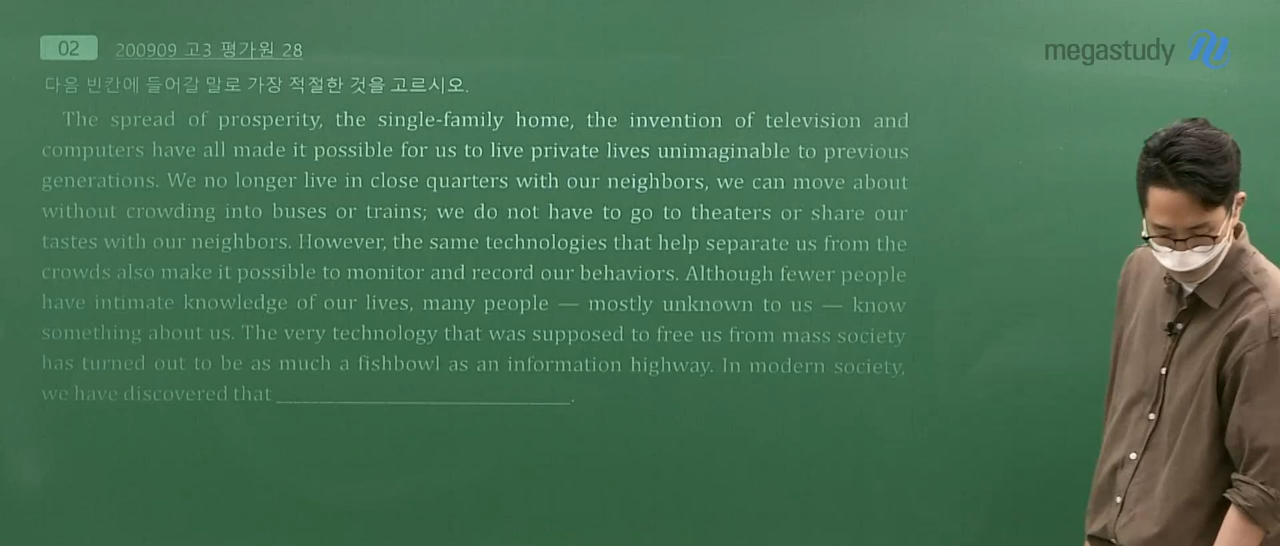 megastudy M
02 200909 고3 평가원 28
다음 빈칸에 들어갈 말로 가장 적절한 것을 고르시오.
The spread of prosperity, the single-family home, the invention of television and
computers have all made it possible for us to live private lives unimaginable to previous
generations. We no longer live in close quarters with our neighbors, we can move about
without crowding into buses or trains; we do not have to go to theaters or share our
tastes with our neighbors. However, the same technologies that help separate us from the
crowds also make it possible to monitor and record our behaviors. Although fewer people
have intimate knowledge of our lives, many people — mostly unknown to us — know
something about us. The very technology that was supposed to free us from mass society
has turned out to be as much a fishbowl as an information highway. In modern society,
we have discovered that ______________________________.